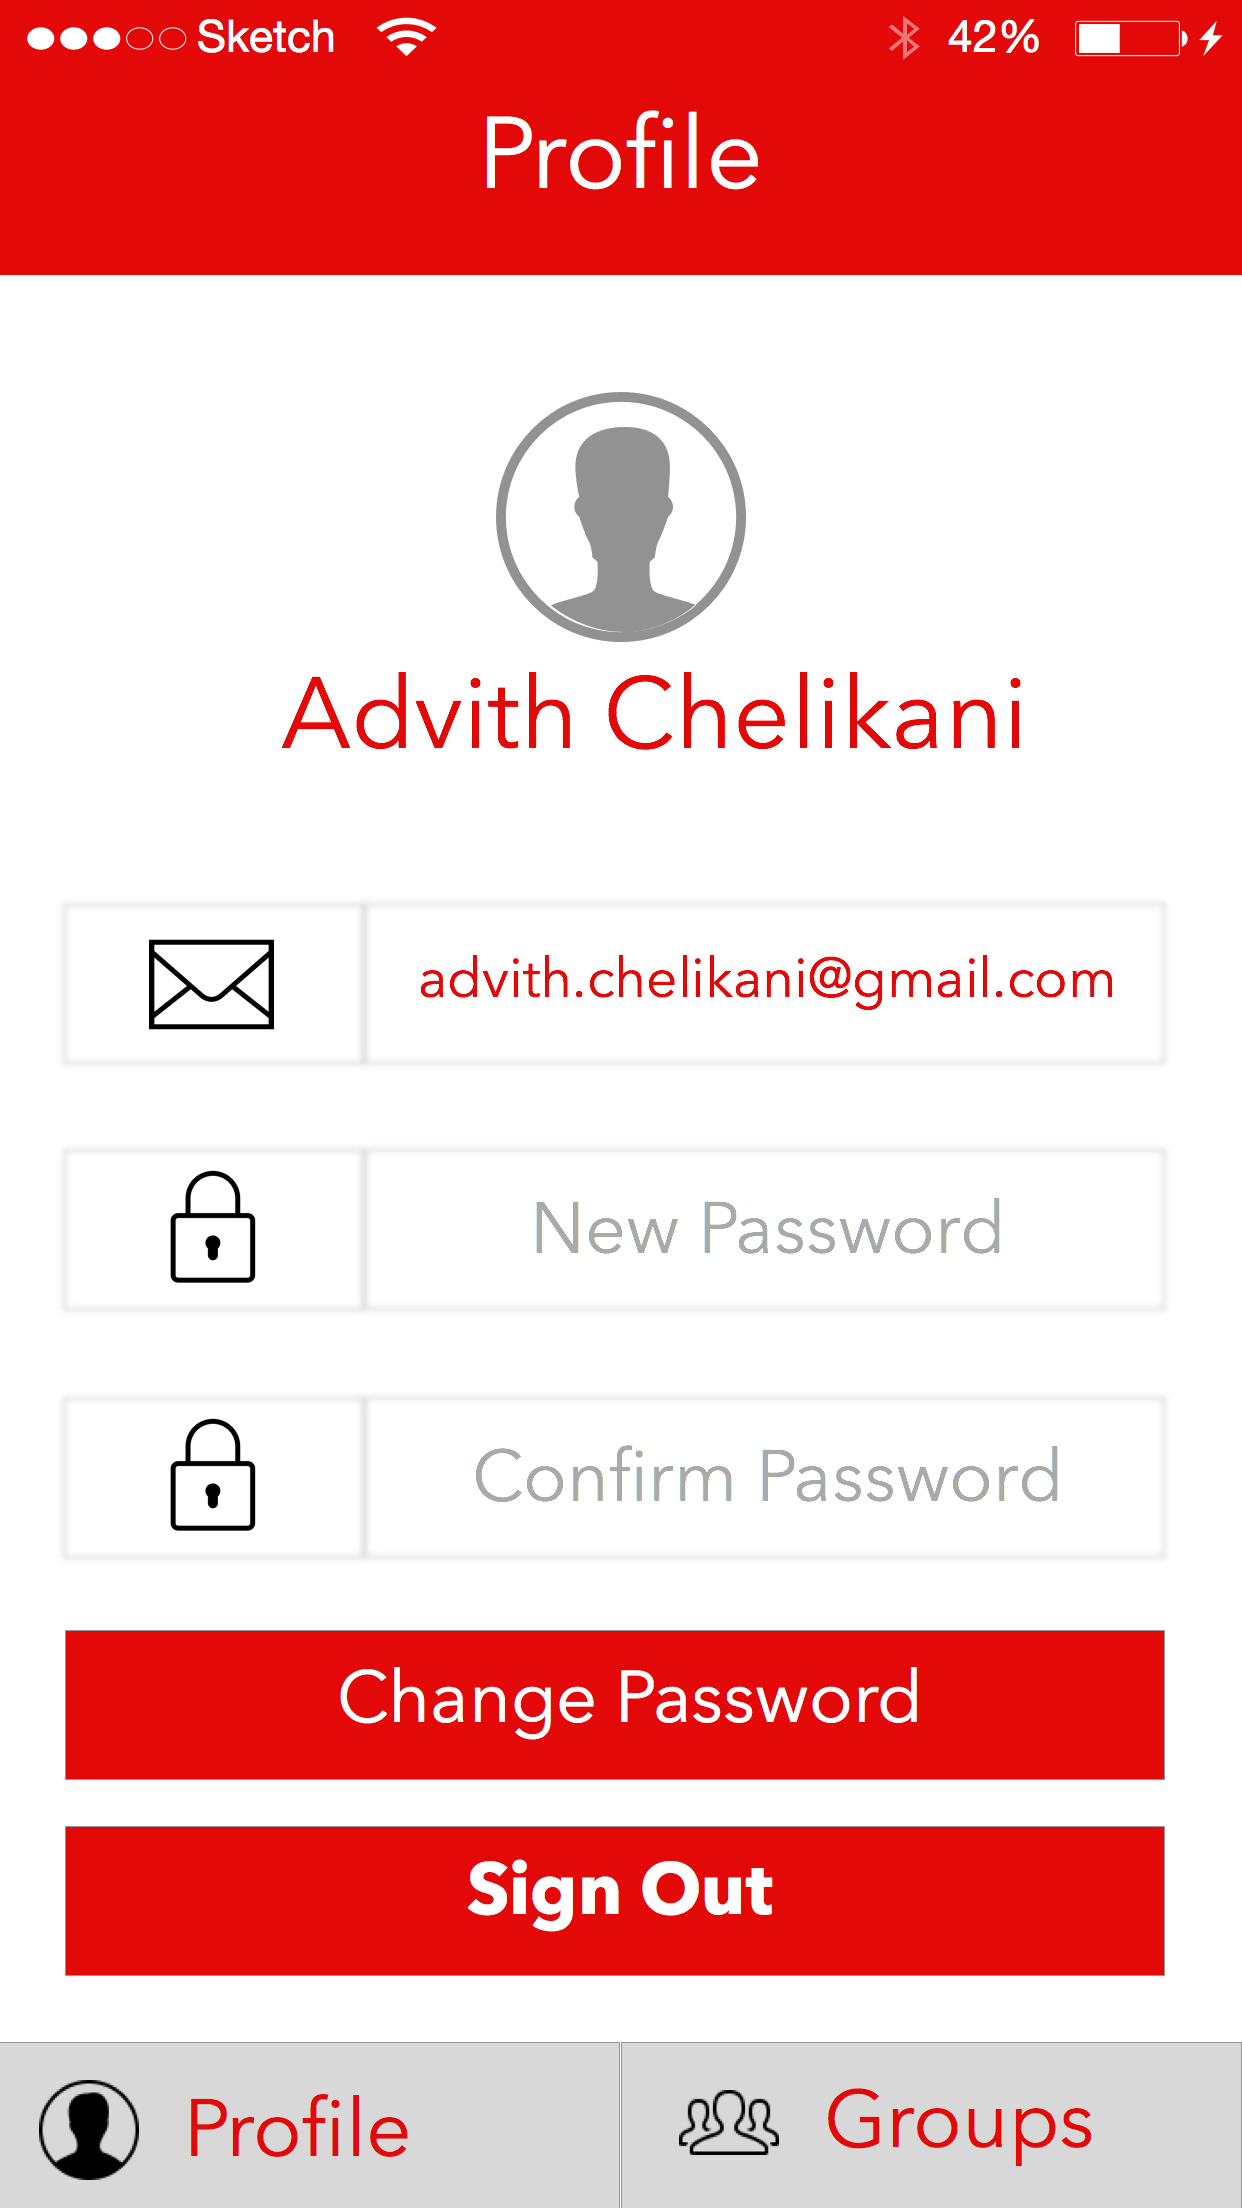 Sketch 42%
Profile
Advith Chelikani
advith.chelikani@gmail.com
New Password
Confirm Password
Change Password
Sign Out
Profile Groups